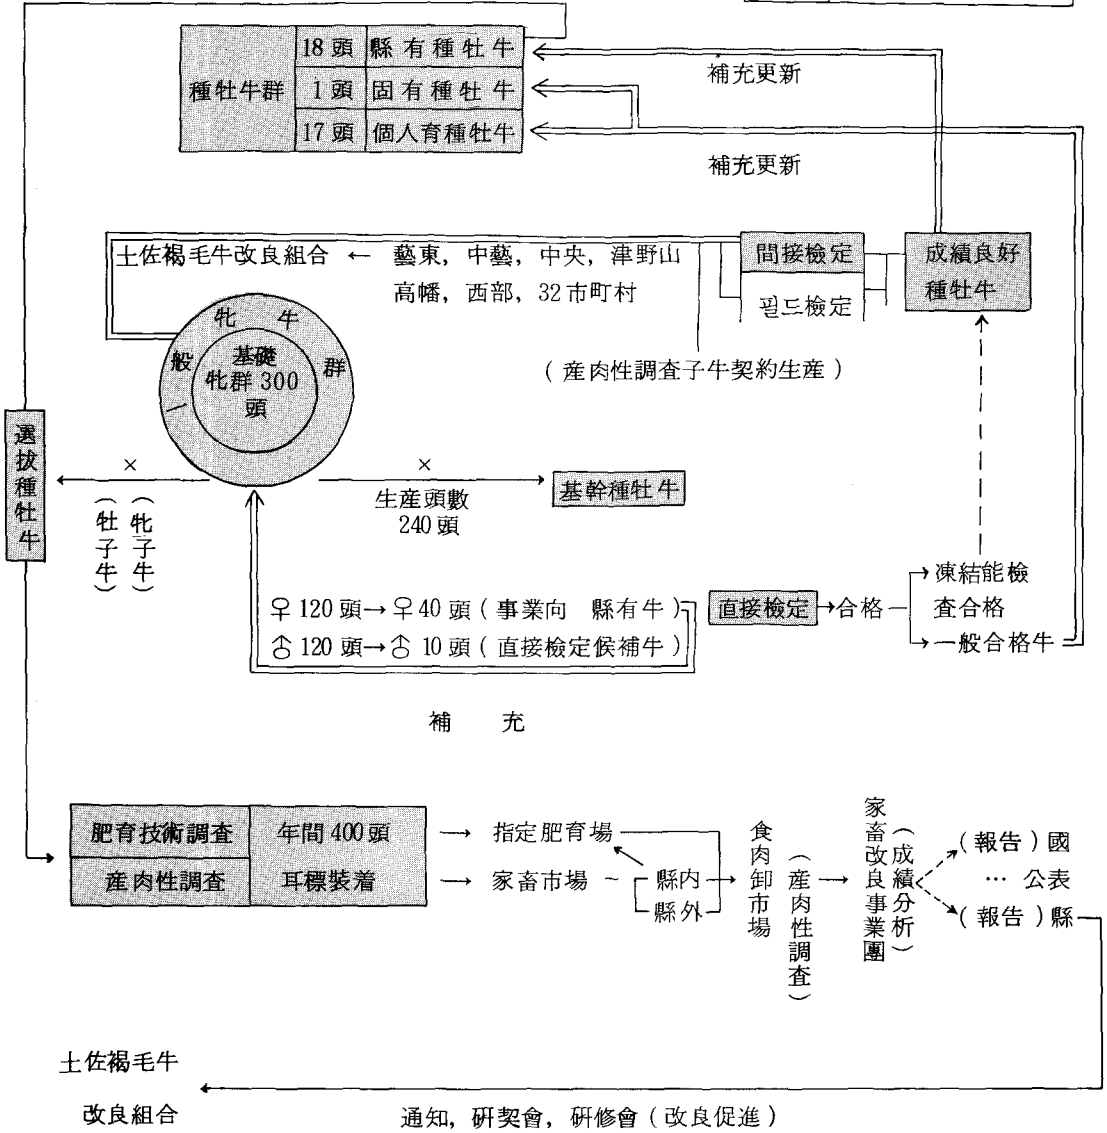 種牡牛群
18頭 縣有種牡牛
1頭 固有種牡牛
17頭 個人育種牡牛
補充更新
補充更新
土佐褐毛牛改良組合 ← 藝東, 中藝, 中央, 津野山
高幡, 西部, 32市町村
間接檢定
필드檢定
成績良好
種牡牛
(産肉性調査子牛契約生産)
一般牝牛群
基礎
牝群300
頭
選拔種牡牛
×
(牝子牛)
(牡子牛)
×
生産頭數
240頭
基幹種牡牛
♀120頭→♀40頭(事業向 縣有牛)
♂120頭→♂10頭(直接檢定候補牛)
直接檢定→合格
凍結能檢
査合格
一般合格牛
補 充
肥育技術調査
産肉性調査
年間400頭
耳標裝着
→ 指定肥育場
→ 家畜市場 ~ 縣内
縣外
食肉卸市場
(産肉性調査)
家畜改良事業團
(成績分析)
(報告)國
… 公表
(報告)縣
土佐褐毛牛
改良組合
通知, 硏契會, 硏修會(改良促進)